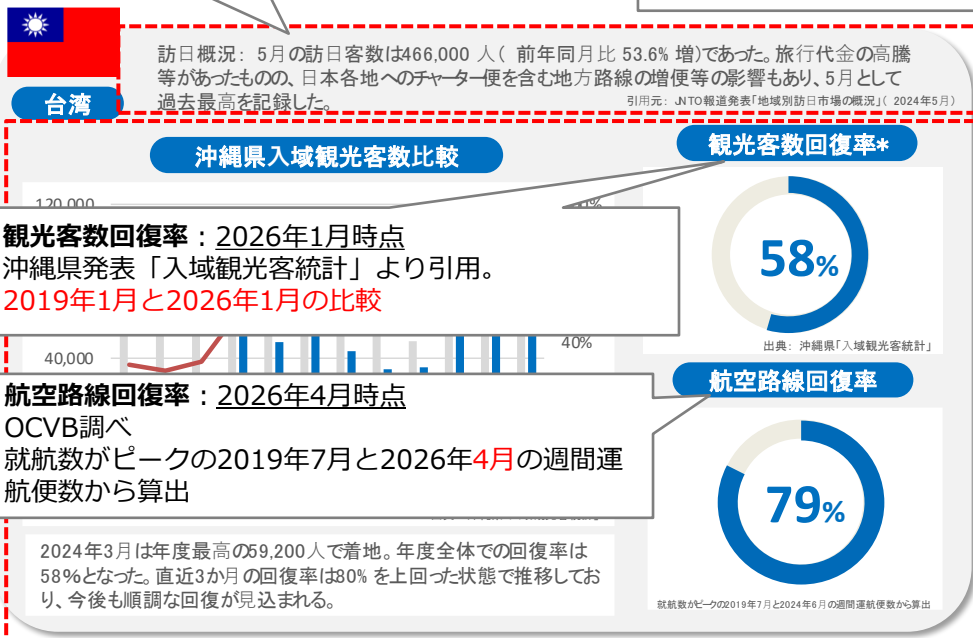 訪日概況： 5月の訪日客数は466,000 人（ 前年同月比 53.6% 増）であった。旅行代金の高騰
等があったものの、日本各地へのチャーター便を含む地方路線の増便等の影響もあり、5月として
過去最高を記録した。
引用元： JNTO報道発表「地域別訪日市場の概況」（ 2024年5月）
台湾
沖縄県入域観光客数比較
120,000
観光客数回復率：2026年1月時点
沖縄県発表「入域観光客統計」より引用。
2019年1月と2026年1月の比較
40,000
40%
航空路線回復率：2026年4月時点
OCVB調べ
就航数がピークの2019年7月と2026年4月の週間運
航便数から算出
2024年3月は年度最高の59,200人で着地。年度全体での回復率は
58%となった。直近3か月の回復率は80% を上回った状態で推移してお
り、今後も順調な回復が見込まれる。
観光客数回復率*
58%
出典： 沖縄県「入域観光客統計」
航空路線回復率
79%
就航数がピークの2019年7月と2024年6月の週間運航便数から算出